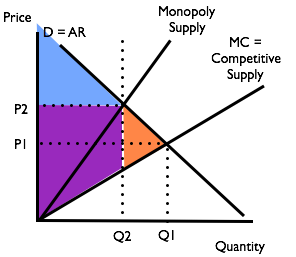 Price
D = AR
Monopoly
Supply
MC =
Competitive
Supply
P2
P1
Q2
Q1
Quantity